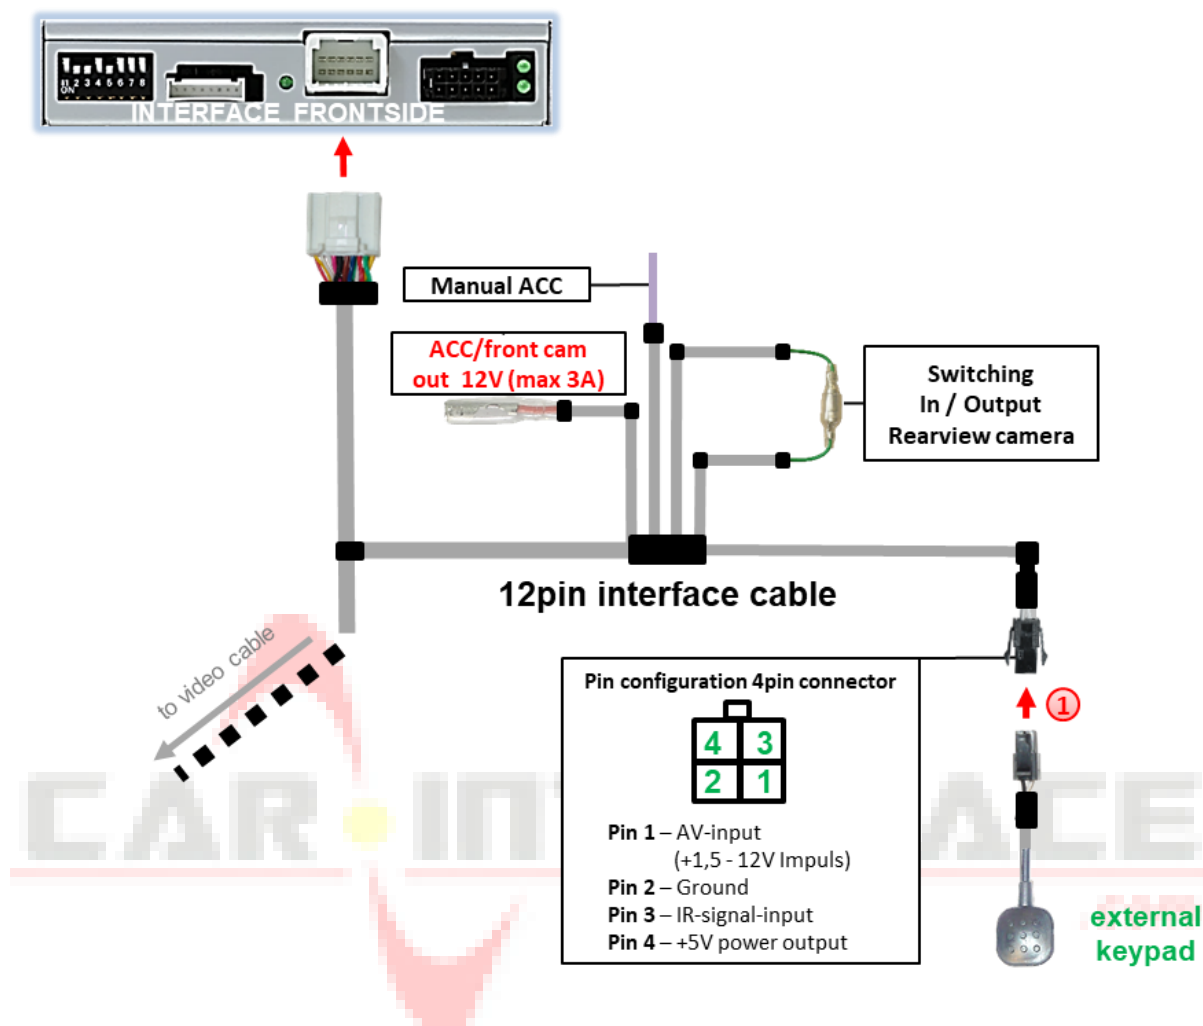 1 2 3 4 5 6 7 8
ON
INTERFACE FRONTSIDE
Manual ACC
ACC/front cam
out 12V (max 3A)
Switching
In / Output
Rearview camera
12pin interface cable
to video cable
Pin configuration 4pin connector
4 3
2 1
Pin 1 – AV-input
(+1,5 - 12V Impuls)
Pin 2 – Ground
Pin 3 – IR-signal-input
Pin 4 – +5V power output
1
external
keypad
CAR INT ACE
.com